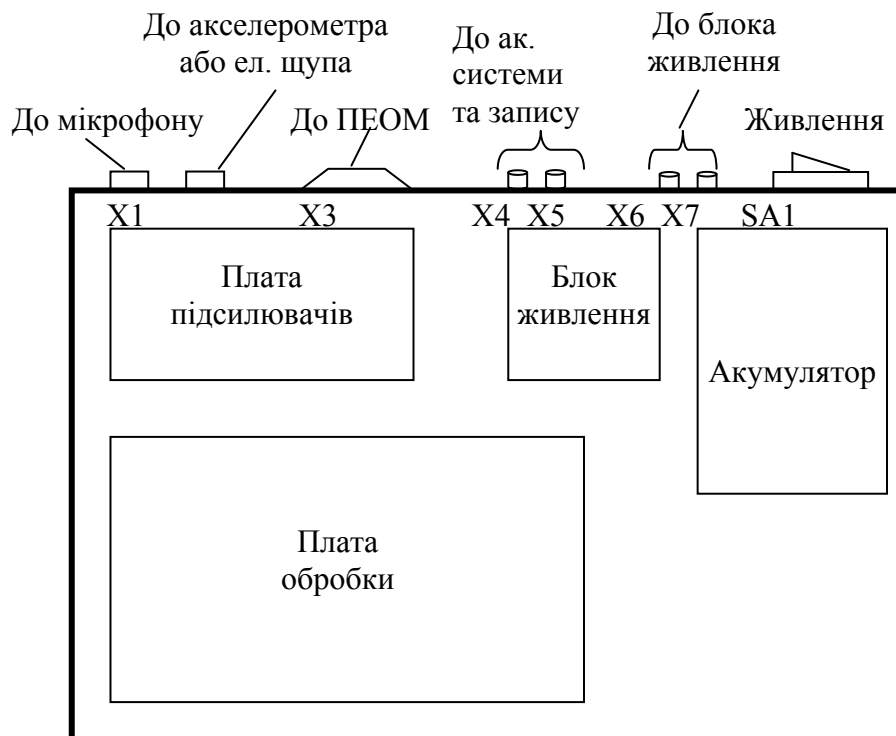 До акселерометра
або ел. щупа
До ак.
системи
та запису
До блока
живлення
До мікрофону
До ПЕОМ
Живлення
X1
X3
X4
X5
X6
X7
SA1
Плата
підсилювачів
Блок
живлення
Акумулятор
Плата
обробки